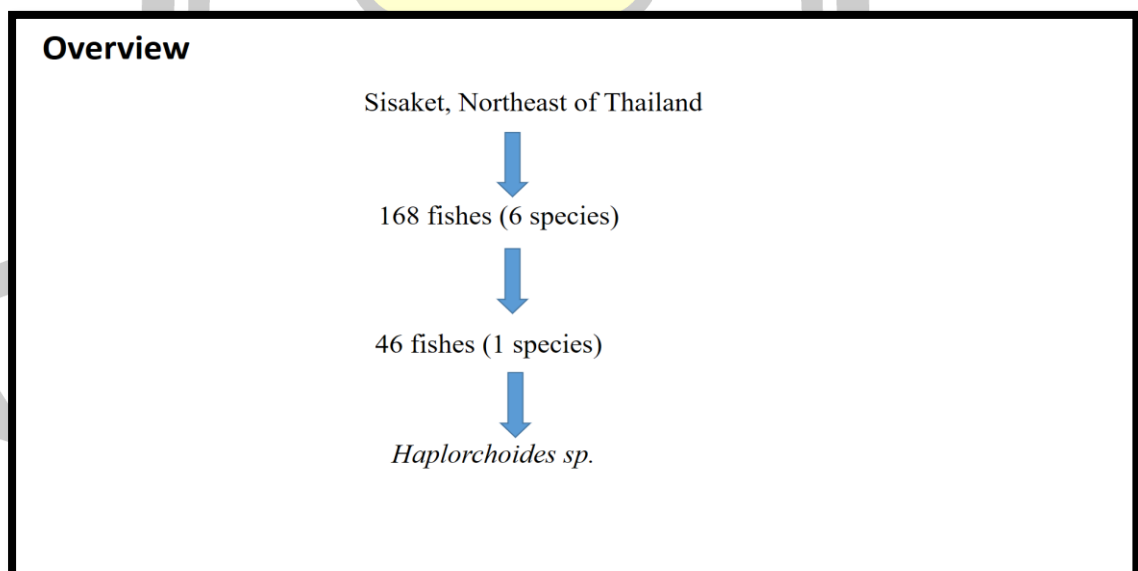 Overview
Sisaket, Northeast of Thailand
168 fishes (6 species)
46 fishes (1 species)
Haplorchoides sp.